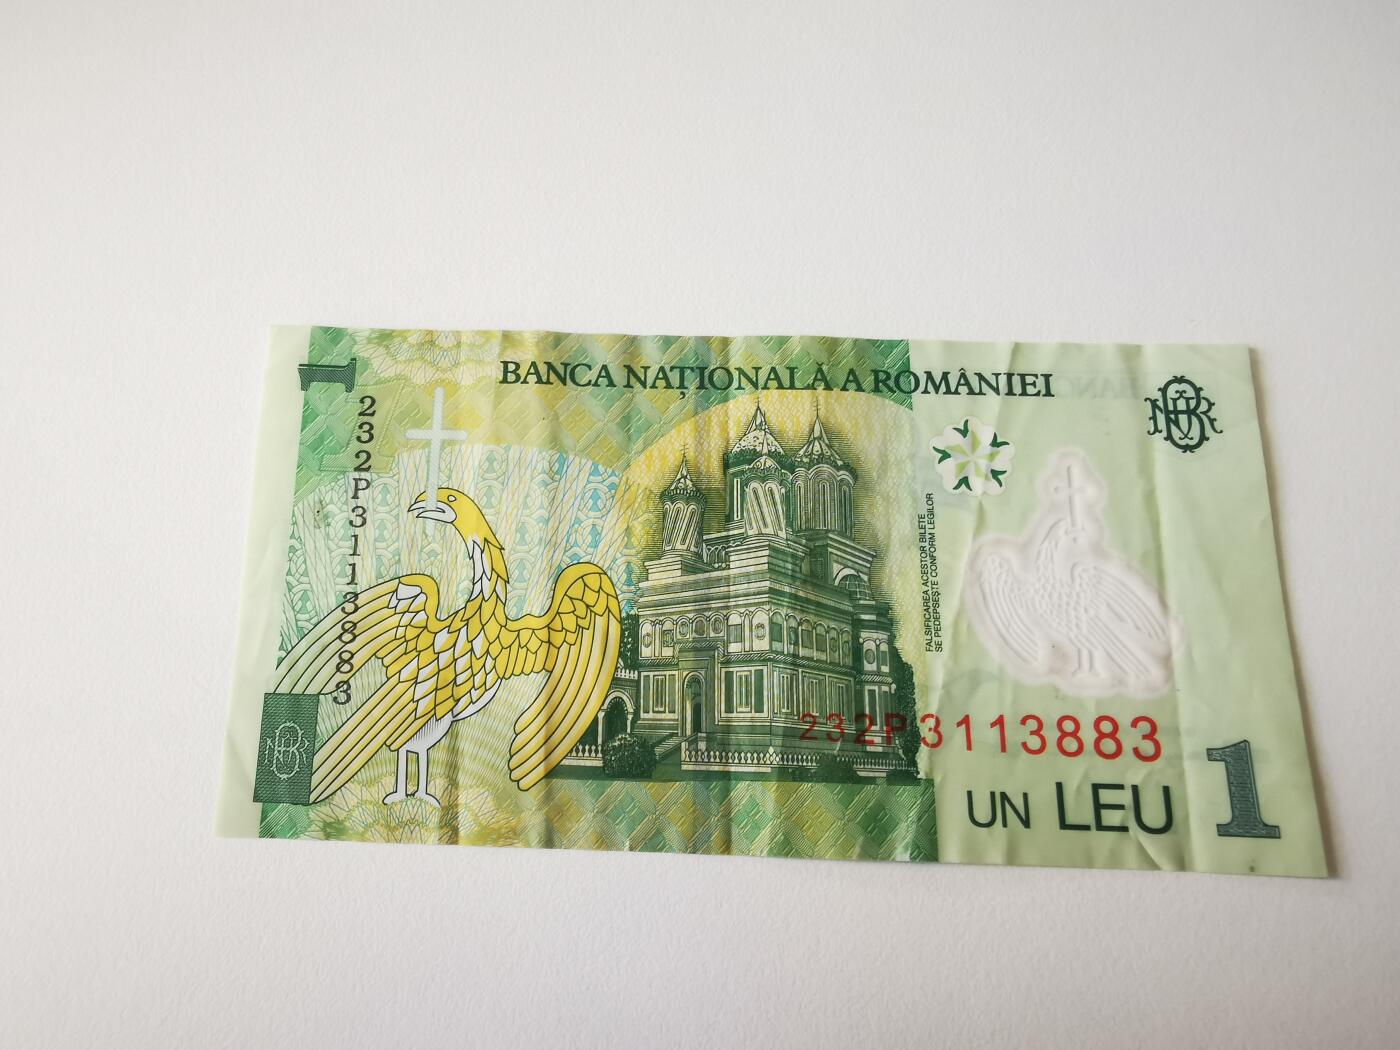 BANCA NAȚIONALĂ A ROMÂNIEI
1
232P3113883
FALSIFICAREA ACESTOR BILETE
SE PEDEPSEȘTE CONFORM LEGILOR
232P3113883
UN LEU
1